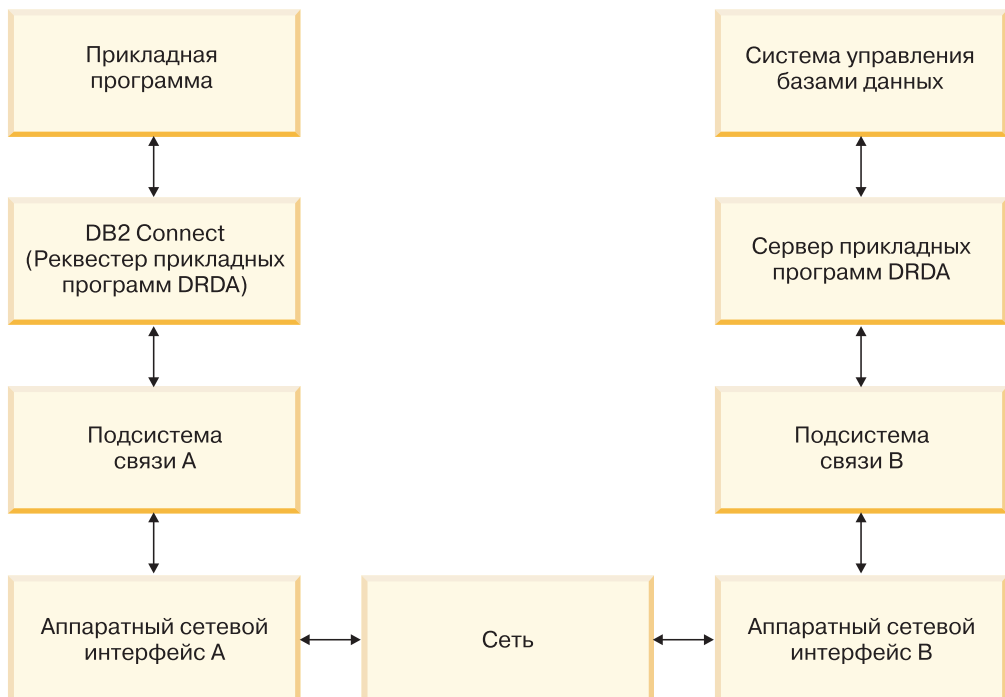 Прикладная
программа
Система управления
базами данных
DB2 Connect
(Реквестер прикладных
программ DRDA)
Сервер прикладных
программ DRDA
Подсистема
связи A
Подсистема
связи B
Аппаратный сетевой
интерфейс A
Сеть
Аппаратный сетевой
интерфейс B